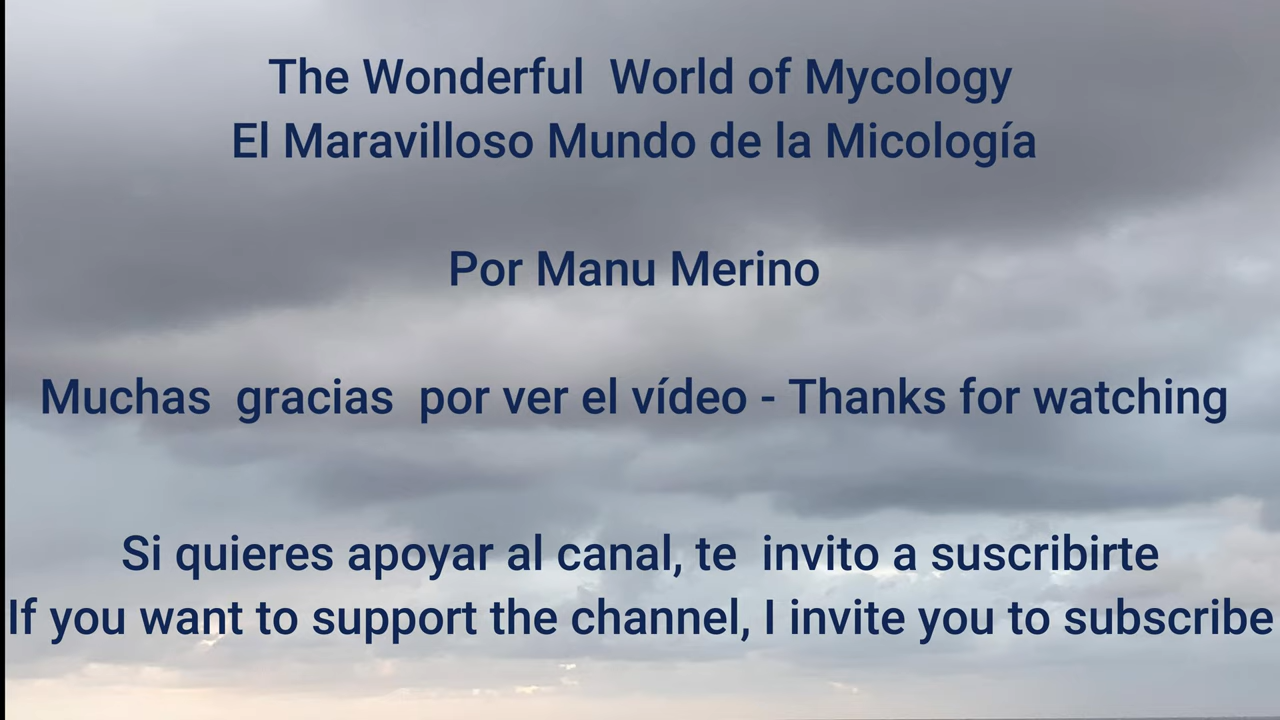 The Wonderful World of Mycology
El Maravilloso Mundo de la Micología
Por Manu Merino
Muchas gracias por ver el vídeo - Thanks for watching
Si quieres apoyar al canal, te invito a suscribirte
If you want to support the channel, I invite you to subscribe